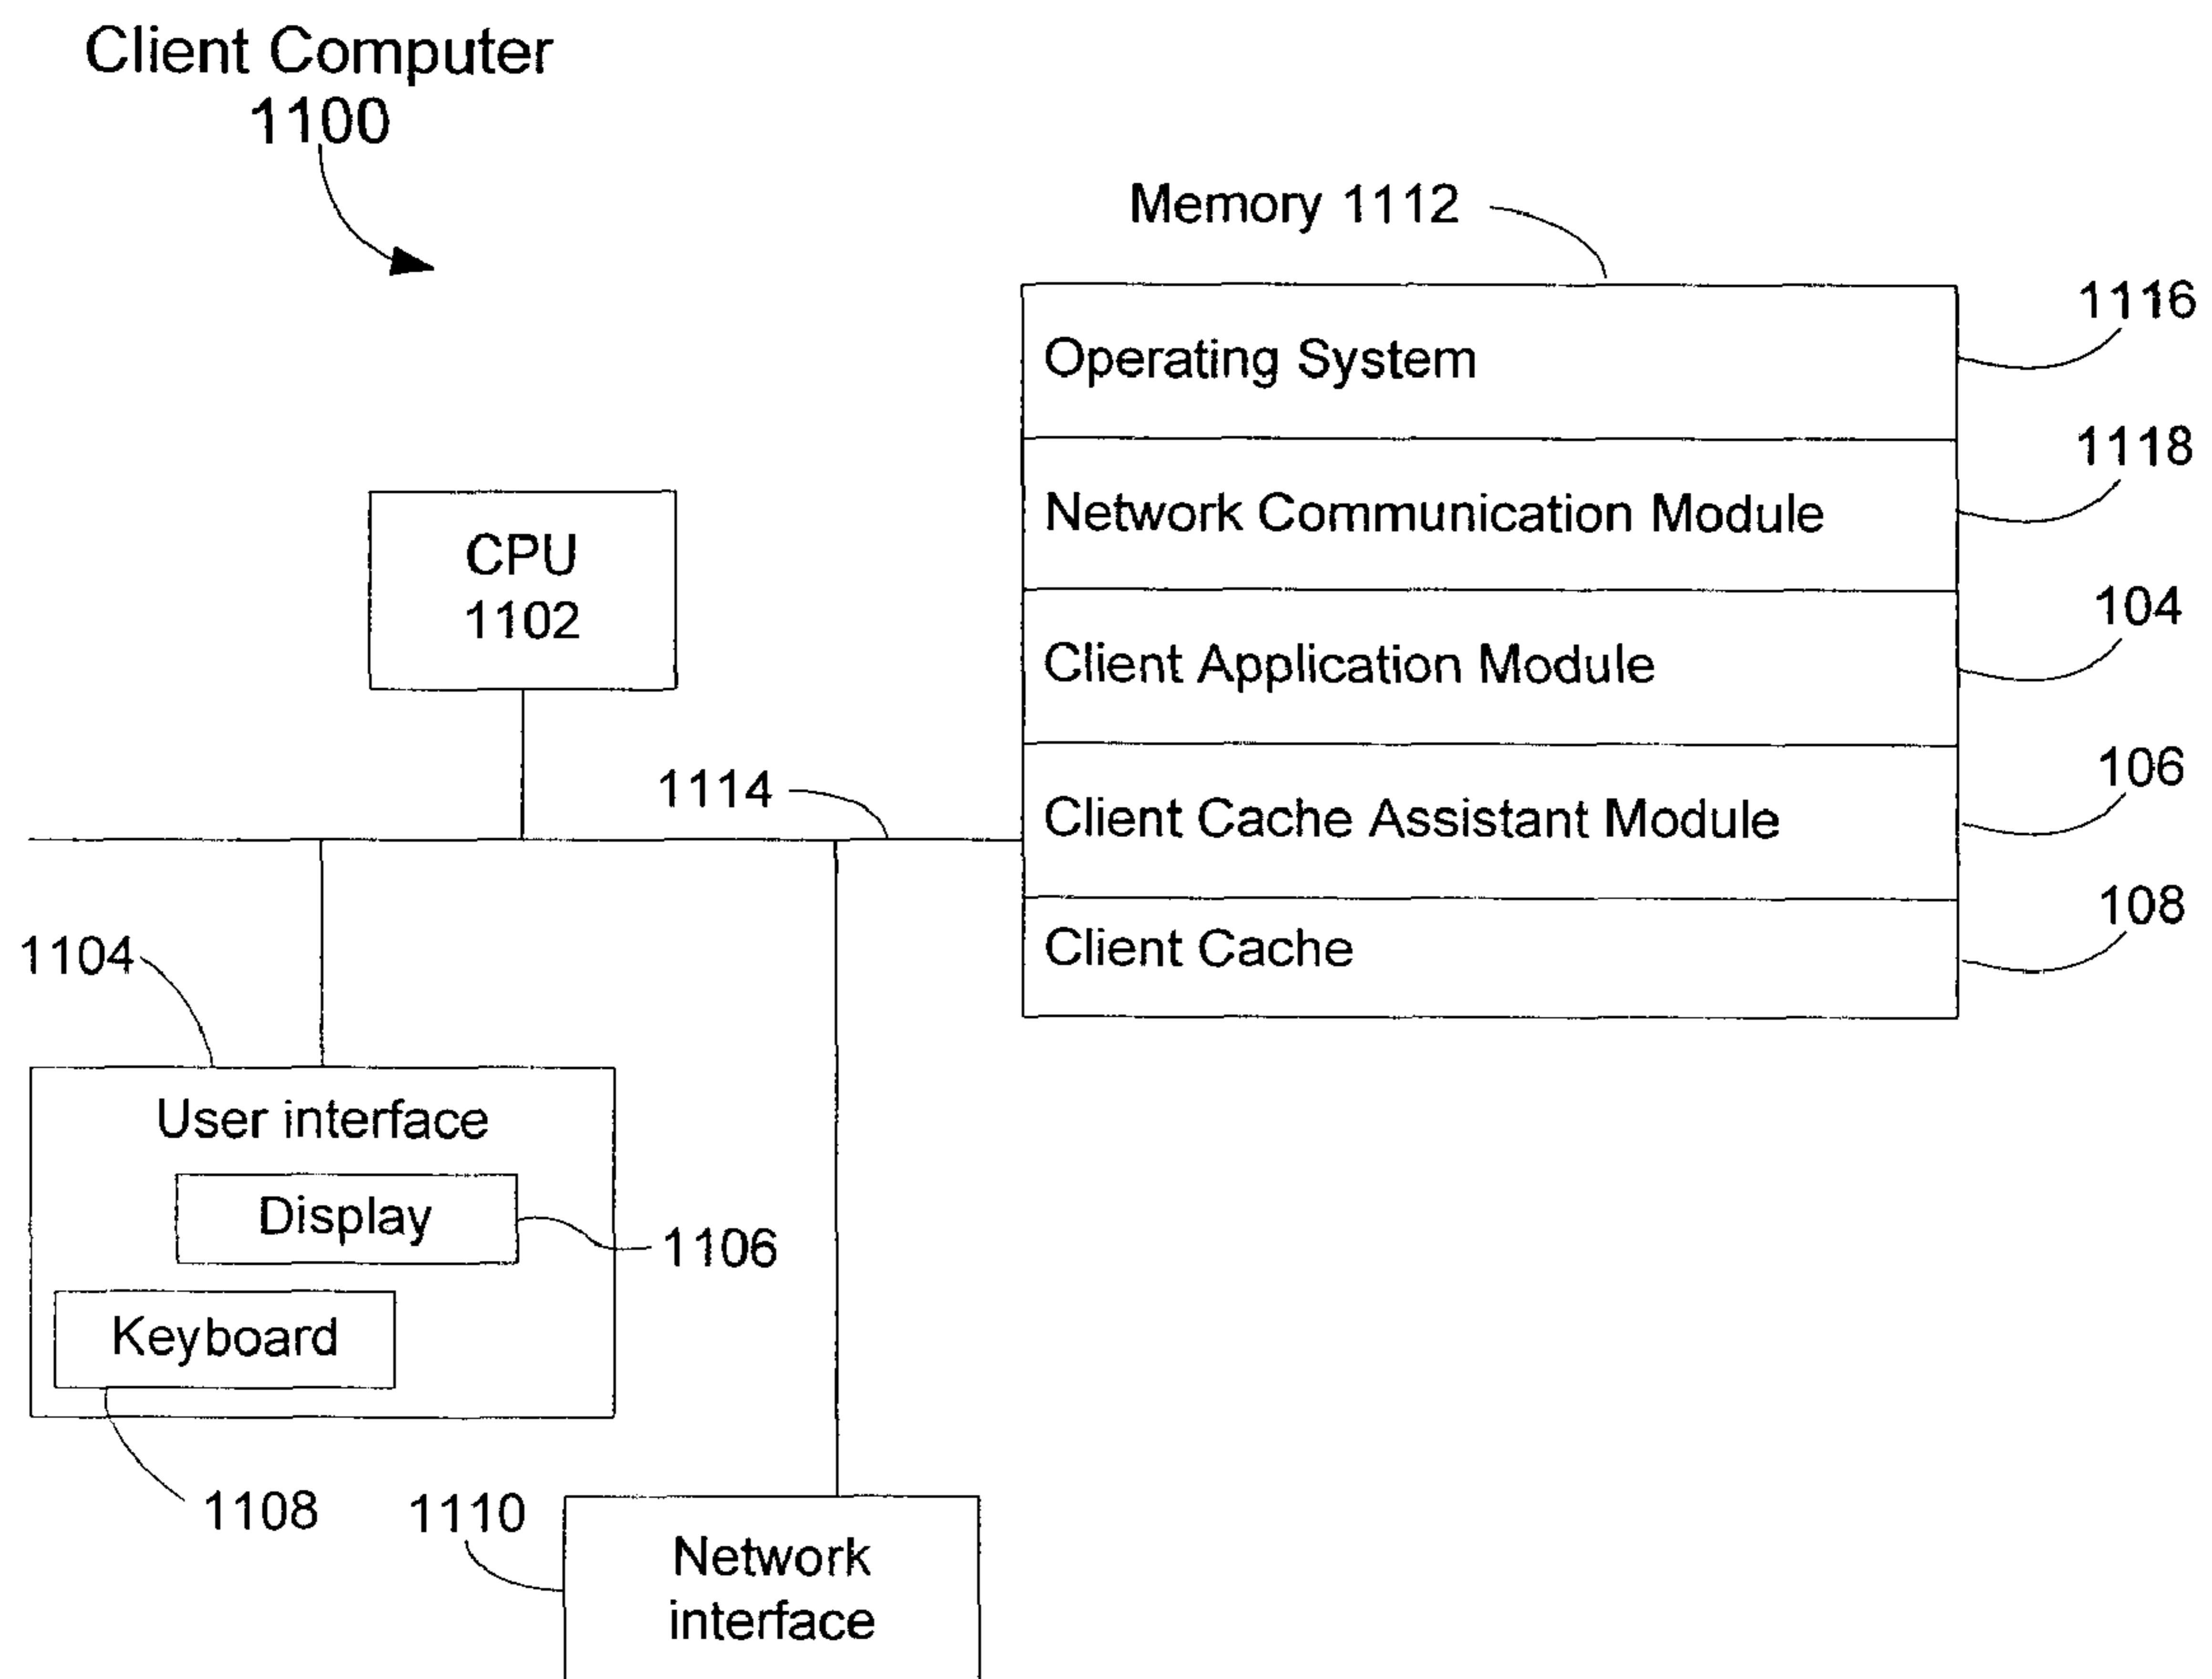 Client Computer
1100
Memory 1112
1116
Operating System
1118
Network Communication Module
CPU
1102
104
Client Application Module
106
1114
Client Cache Assistant Module
108
Client Cache
1104
User interface
Display
1106
Keyboard
1108
1110
Network
interface